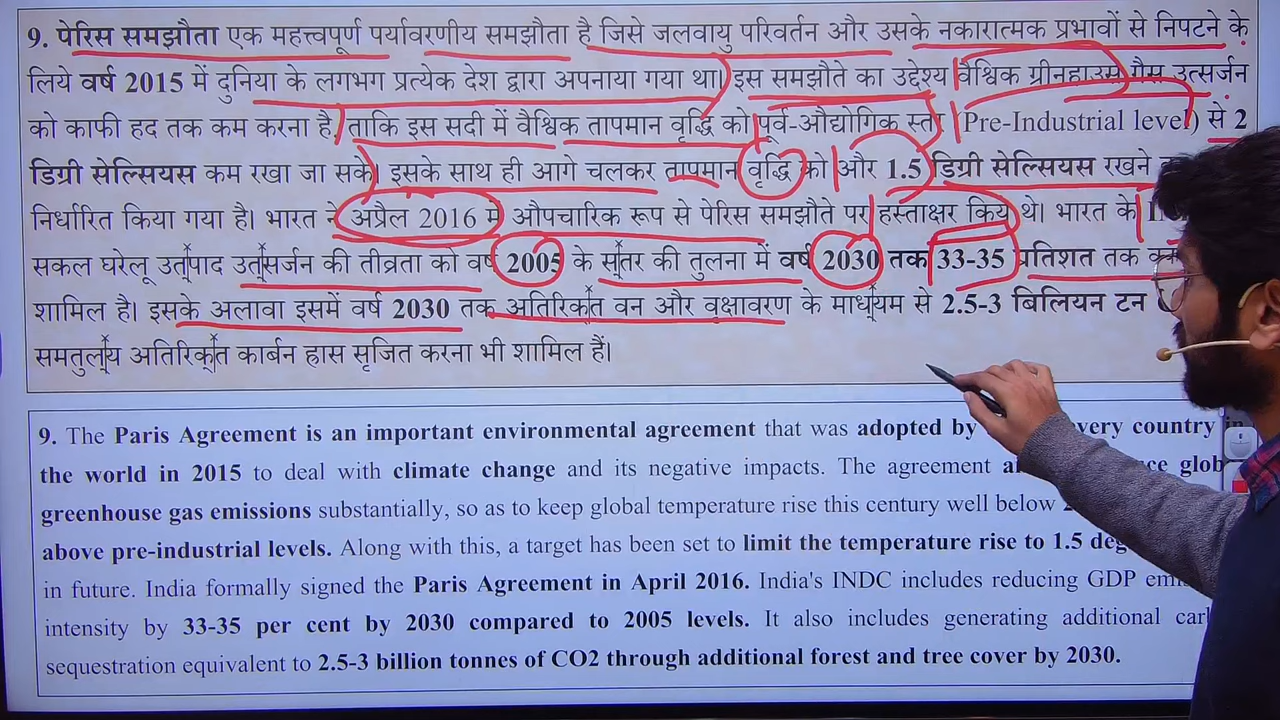 9. पेरिस समझौता एक महत्त्वपूर्ण पर्यावरणीय समझौता है जिसे जलवायु परिवर्तन और उसके नकारात्मक प्रभावों से निपटने के
लिये वर्ष 2015 में दुनिया के लगभग प्रत्येक देश द्वारा अपनाया गया था। इस समझौते का उद्देश्य वैश्विक ग्रीनहाउस गैस उत्सर्जन
को काफी हद तक कम करना है, ताकि इस सदी में वैश्विक तापमान वृद्धि को पूर्व-औद्योगिक स्तर (Pre-Industrial level) से 2
डिग्री सेल्सियस कम रखा जा सके। इसके साथ ही आगे चलकर तापमान वृद्धि को और 1.5 डिग्री सेल्सियस रखने
निर्धारित किया गया है। भारत ने अप्रैल 2016 में औपचारिक रूप से पेरिस समझौते पर हस्ताक्षर किये थे। भारत के
सकल घरेलू उत्पाद उत्सर्जन की तीव्रता को वर्ष 2005 के स्तर की तुलना में वर्ष 2030 तक 33-35 प्रतिशत तक
शामिल है। इसके अलावा इसमें वर्ष 2030 तक अतिरिक्त वन और वृक्षावरण के माध्यम से 2.5-3 बिलियन टन
समतुल्य अतिरिक्त कार्बन ह्रास सृजित करना भी शामिल हैं।
9. The Paris Agreement is an important environmental agreement that was adopted by every country in
the world in 2015 to deal with climate change and its negative impacts. The agreement
greenhouse gas emissions substantially, so as to keep global temperature rise this century well below
above pre-industrial levels. Along with this, a target has been set to limit the temperature rise to 1.5
in future. India formally signed the Paris Agreement in April 2016. India's INDC includes reducing GDP
intensity by 33-35 per cent by 2030 compared to 2005 levels. It also includes generating additional
sequestration equivalent to 2.5-3 billion tonnes of CO2 through additional forest and tree cover by 2030.